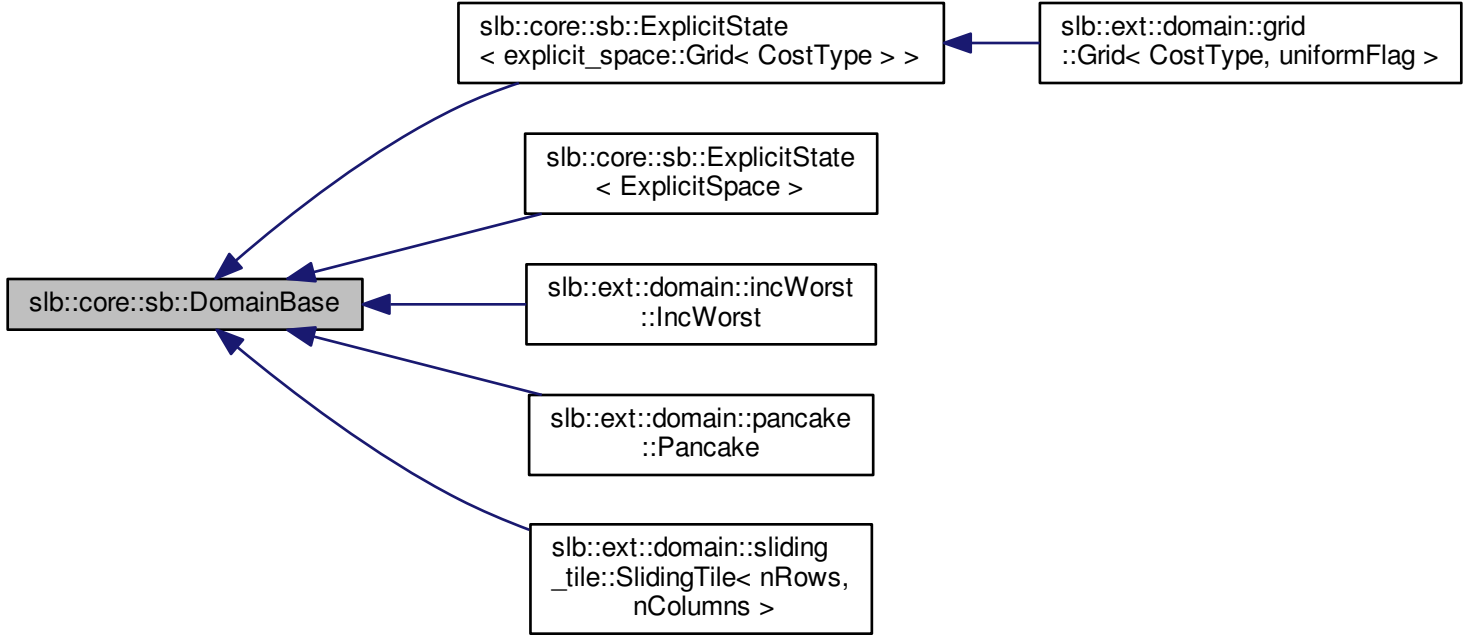 slb::core::sb::ExplicitState
< explicit_space::Grid< CostType > >
slb::ext::domain::grid
::Grid< CostType, uniformFlag >
slb::core::sb::ExplicitState
< ExplicitSpace >
slb::core::sb::DomainBase
slb::ext::domain::incWorst
::IncWorst
slb::ext::domain::pancake
::Pancake
slb::ext::domain::sliding
_tile::SlidingTile< nRows,
nColumns >